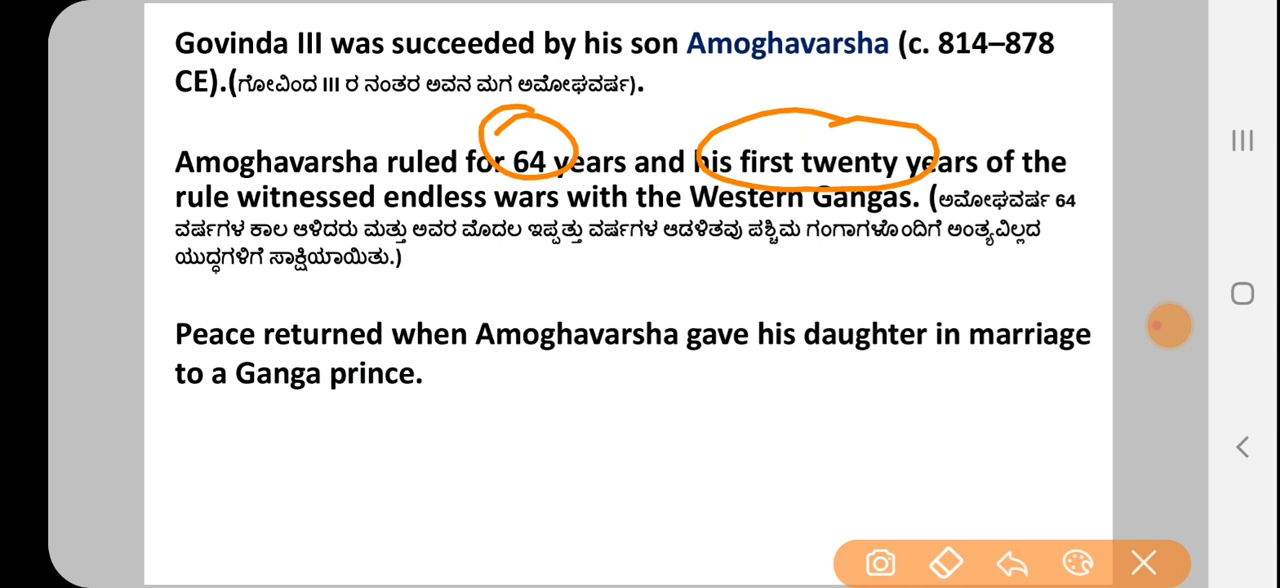 Govinda III was succeeded by his son Amoghavarsha (c. 814–878
CE).(ಗೋವಿಂದ III ರ ನಂತರ ಅವನ ಮಗ ಅಮೋಘವರ್ಷ).
Amoghavarsha ruled for 64 years and his first twenty years of the
rule witnessed endless wars with the Western Gangas. (ಅಮೋಘವರ್ಷ 64
ವರ್ಷಗಳ ಕಾಲ ಆಳಿದರು ಮತ್ತು ಅವರ ಮೊದಲ ಇಪ್ಪತ್ತು ವರ್ಷಗಳ ಆಡಳಿತವು ಪಶ್ಚಿಮ ಗಂಗಾಗಳೊಂದಿಗೆ ಅಂತ್ಯವಿಲ್ಲದ
ಯುದ್ಧಗಳಿಗೆ ಸಾಕ್ಷಿಯಾಯಿತು.)
Peace returned when Amoghavarsha gave his daughter in marriage
to a Ganga prince.